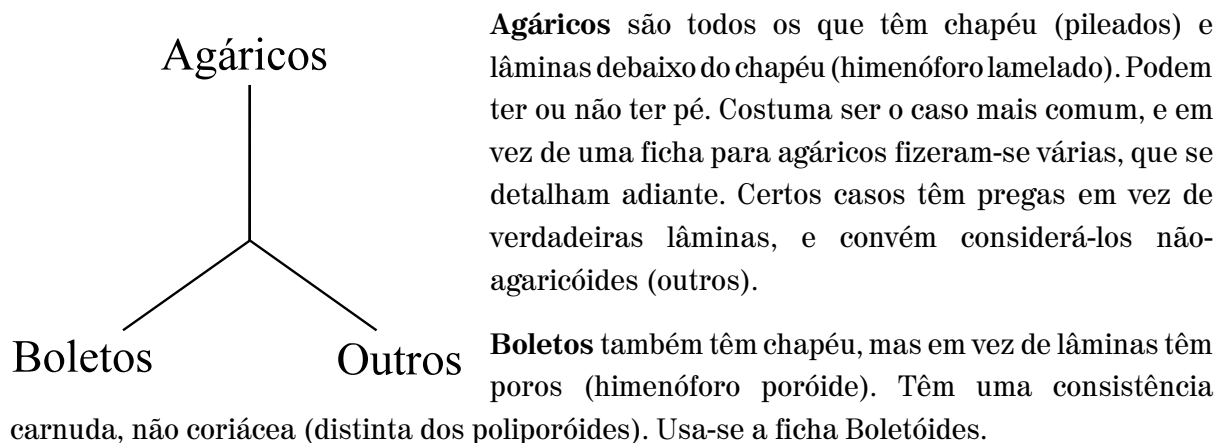 Agáricos
Boletos
Outros
Agáricos são todos os que têm chapéu (pileados) e
lâminas debaixo do chapéu (himenóforo lamelado). Podem
ter ou não ter pé. Costuma ser o caso mais comum, e em
vez de uma ficha para agáricos fizeram-se várias, que se
detalham adiante. Certos casos têm pregas em vez de
verdadeiras lâminas, e convém considerá-los não-
agaricóides (outros).
Boletos também têm chapéu, mas em vez de lâminas têm
poros (himenóforo poróide). Têm uma consistência
carnuda, não coriácea (distinta dos poliporóides). Usa-se a ficha Boletóides.